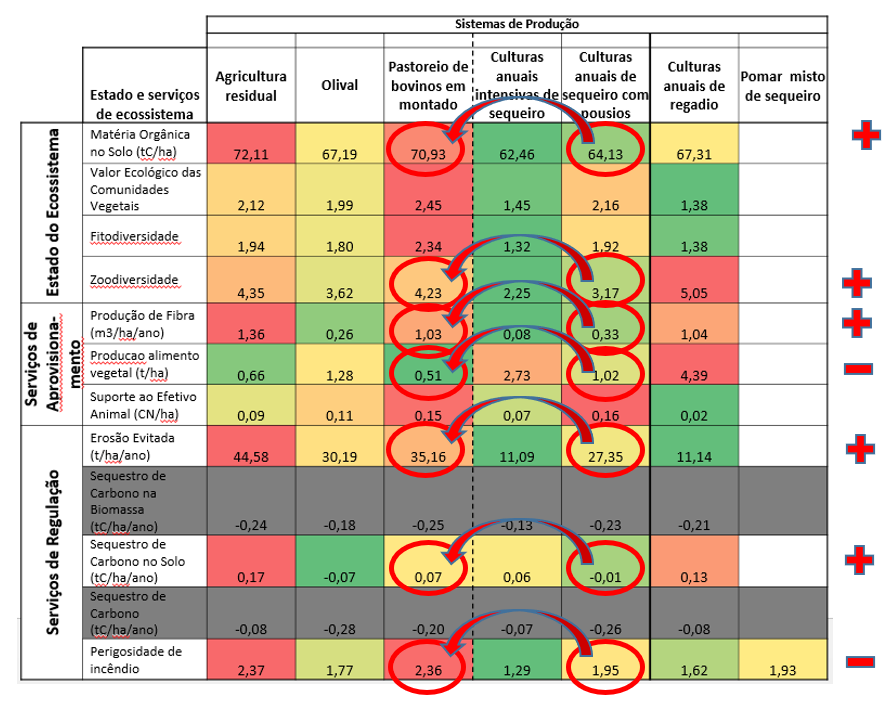 Sistemas de Produção
Estado e serviços
de ecossistema
Agricultura
residual
Olival
Pastoreio de
bovinos em
montado
Culturas
anuais
intensivas de
sequeiro
Culturas
anuais de
sequeiro com
pousios
Culturas
anuais de
regadio
Pomar misto
de sequeiro
Estado do Ecossistema
Matéria Orgânica
no Solo (tC/ha)
72,11 67,19 70,93 62,46 64,13 67,31
Valor Ecológico das
Comunidades
Vegetais
2,12 1,99 2,45 1,45 2,16 1,38
Fitodiversidade
1,94 1,80 2,34 1,32 1,92 1,38
Zoodiversidade
4,35 3,62 4,23 2,25 3,17 5,05
Serviços de
Aprovisiona-
mento
Produção de Fibra
(m3/ha/ano)
1,36 0,26 1,03 0,08 0,33 1,04
Producao alimento
vegetal (t/ha)
0,66 1,28 0,51 2,73 1,02 4,39
Suporte ao Efetivo
Animal (CN/ha)
0,09 0,11 0,15 0,07 0,16 0,02
Serviços de Regulação
Erosão Evitada
(t/ha/ano)
44,58 30,19 35,16 11,09 27,35 11,14
Sequestro de
Carbono na
Biomassa
(tC/ha/ano)
-0,24 -0,18 -0,25 -0,13 -0,23 -0,21
Sequestro de
Carbono no Solo
(tC/ha/ano)
0,17 -0,07 0,07 0,06 -0,01 0,13
Sequestro de
Carbono
(tC/ha/ano)
-0,08 -0,28 -0,20 -0,07 -0,26 -0,08
Perigosidade de
incêndio
2,37 1,77 2,36 1,29 1,95 1,62 1,93